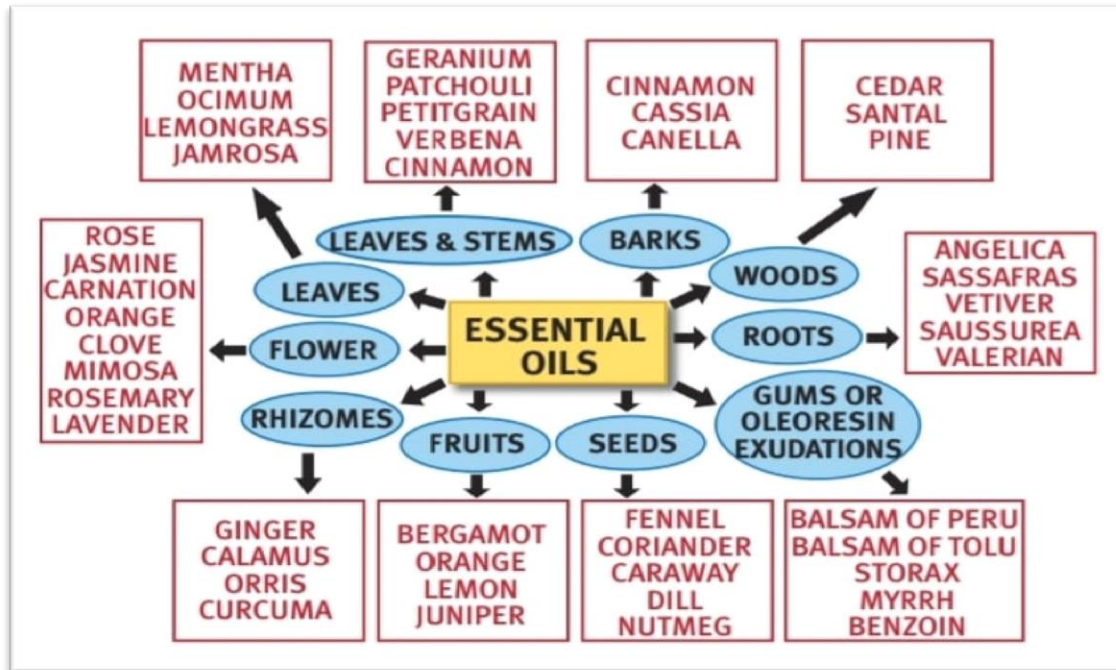 MENTHA
OCIMUM
LEMONGRASS
JAMROSA
GERANIUM
PATCHOULI
PETITGRAIN
VERBENA
CINNAMON
CINNAMON
CASSIA
CANELLA
CEDAR
SANTAL
PINE
LEAVES & STEMS
BARKS
WOODS
LEAVES
ROSE
JASMINE
CARNATION
ORANGE
CLOVE
MIMOSA
ROSEMARY
LAVENDER
FLOWER
ESSENTIAL
OILS
ROOTS
ANGELICA
SASSAFRAS
VETIVER
SAUSSUREA
VALERIAN
RHIZOMES
FRUITS
SEEDS
GUMS OR
OLEORESIN
EXUDATIONS
GINGER
CALAMUS
ORRIS
CURCUMA
BERGAMOT
ORANGE
LEMON
JUNIPER
FENNEL
CORIANDER
CARAWAY
DILL
NUTMEG
BALSAM OF PERU
BALSAM OF TOLU
STORAX
MYRRH
BENZOIN